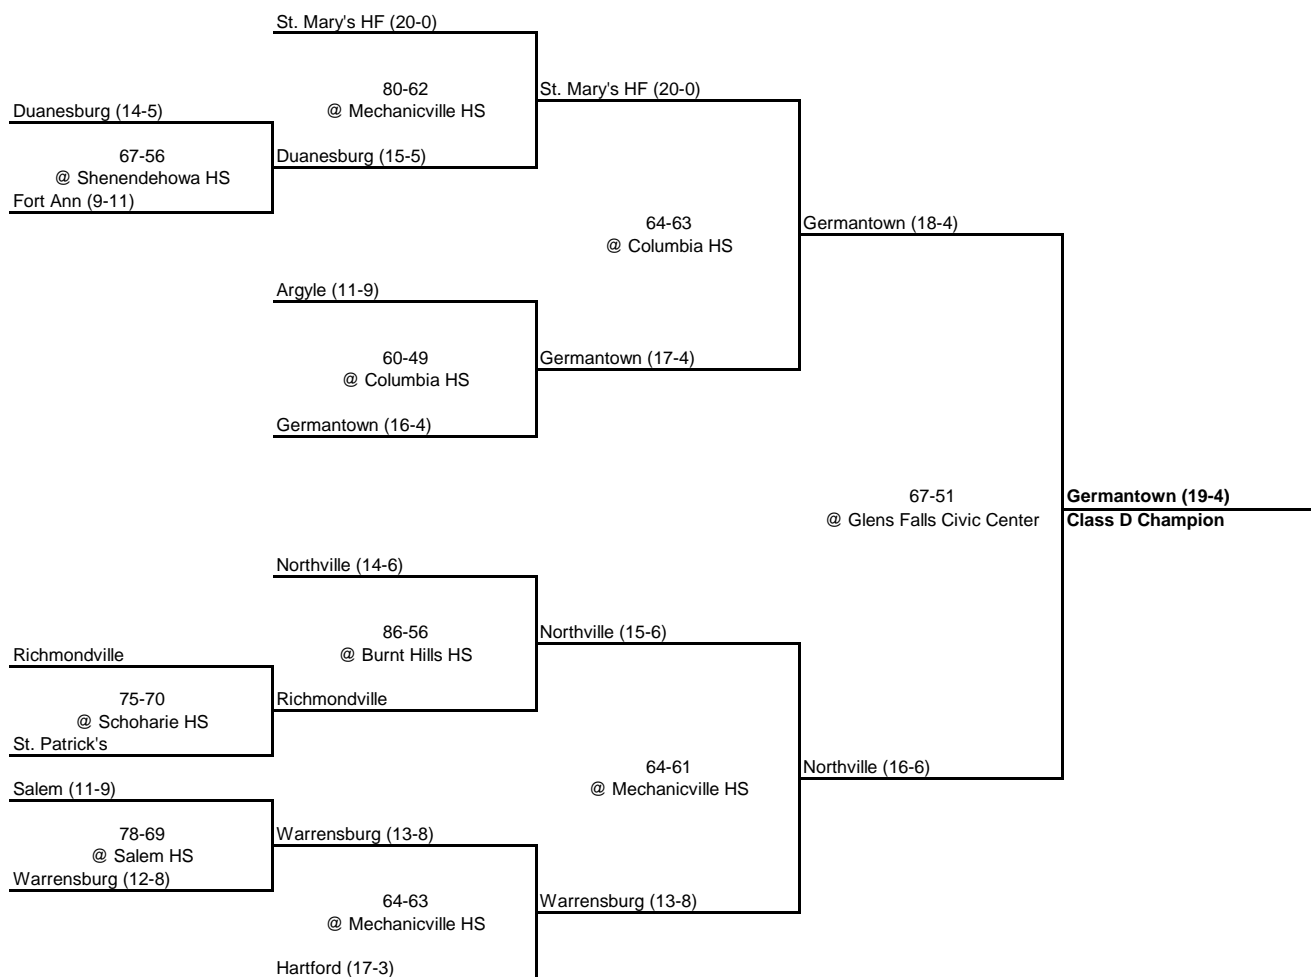 St. Mary's HF (20-0)
80-62
@ Mechanicville HS
St. Mary's HF (20-0)
Duanesburg (14-5)
67-56
@ Shenendehowa HS
Duanesburg (15-5)
Fort Ann (9-11)
64-63
@ Columbia HS
Germantown (18-4)
Argyle (11-9)
60-49
@ Columbia HS
Germantown (17-4)
Germantown (16-4)
67-51
@ Glens Falls Civic Center
Germantown (19-4)
Class D Champion
Northville (14-6)
86-56
@ Burnt Hills HS
Northville (15-6)
Richmondville
75-70
@ Schoharie HS
Richmondville
St. Patrick's
64-61
@ Mechanicville HS
Northville (16-6)
Salem (11-9)
78-69
@ Salem HS
Warrensburg (13-8)
Warrensburg (12-8)
64-63
@ Mechanicville HS
Warrensburg (13-8)
Hartford (17-3)